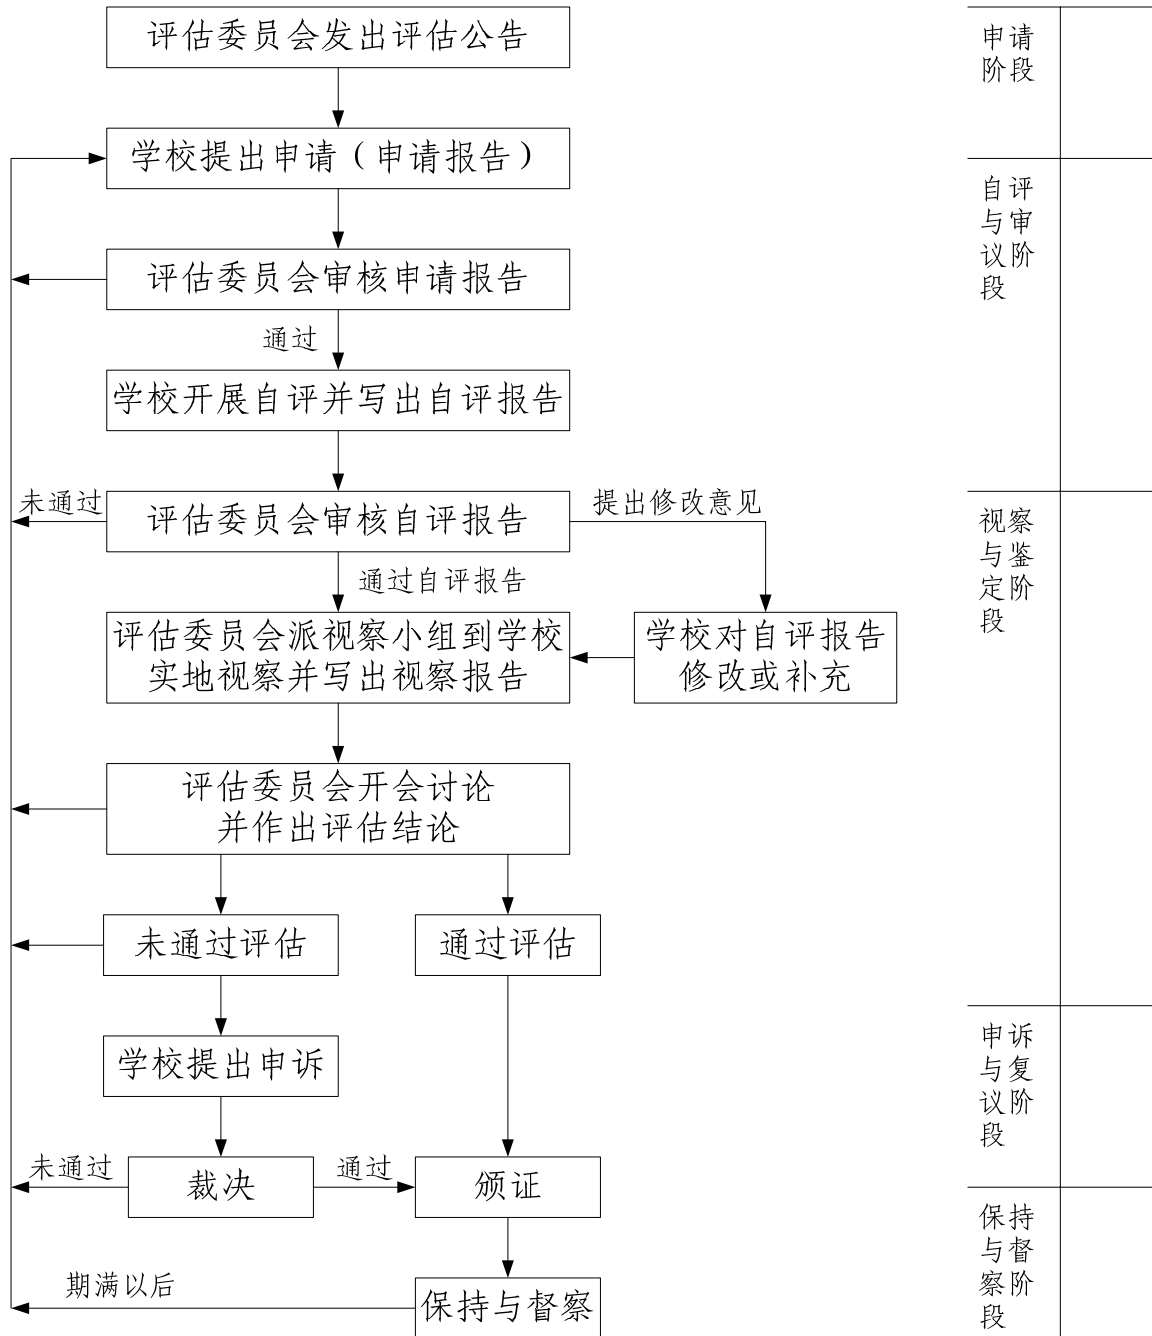 评估委员会发出评估公告
申请
阶段
学校提出申请（申请报告）
自评
与审
议阶
段
评估委员会审核申请报告
通过
学校开展自评并写出自评报告
未通过
评估委员会审核自评报告
提出修改意见
视察
与鉴
定阶
段
通过自评报告
评估委员会派视察小组到学校
实地视察并写出视察报告
学校对自评报告
修改或补充
评估委员会开会讨论
并作出评估结论
未通过评估
通过评估
学校提出申诉
申诉
与复
议阶
段
未通过
裁决
通过
颁证
保持
与督
察阶
段
期满以后
保持与督察